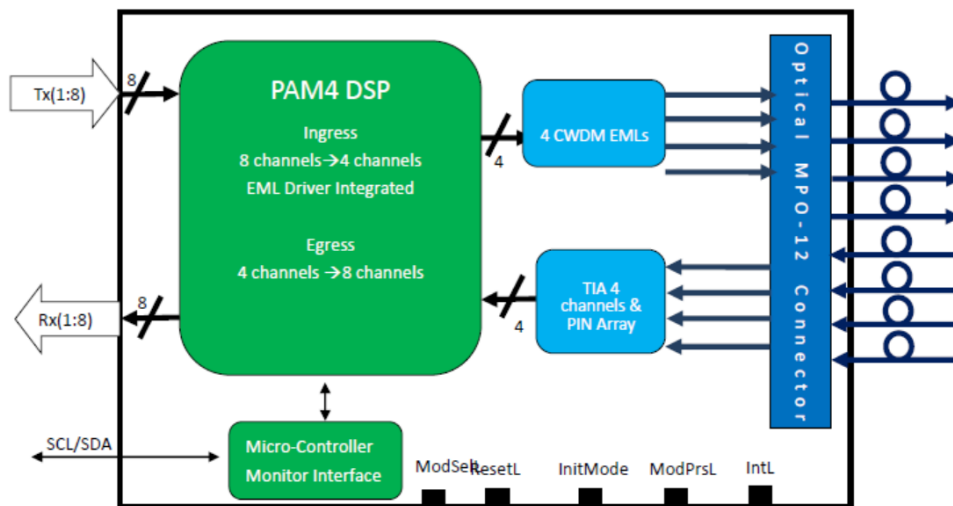 PAM4 DSP
Ingress
8 channels→4 channels
EML Driver Integrated
Egress
4 channels →8 channels
Tx(1:8)
8
4
4 CWDM EMLs
Optical MPO-12 Connector
Rx(1:8)
8
4
TIA 4
channels &
PIN Array
SCL/SDA
Micro-Controller
Monitor Interface
ModSelL
ResetL
InitMode
ModPrsL
IntL